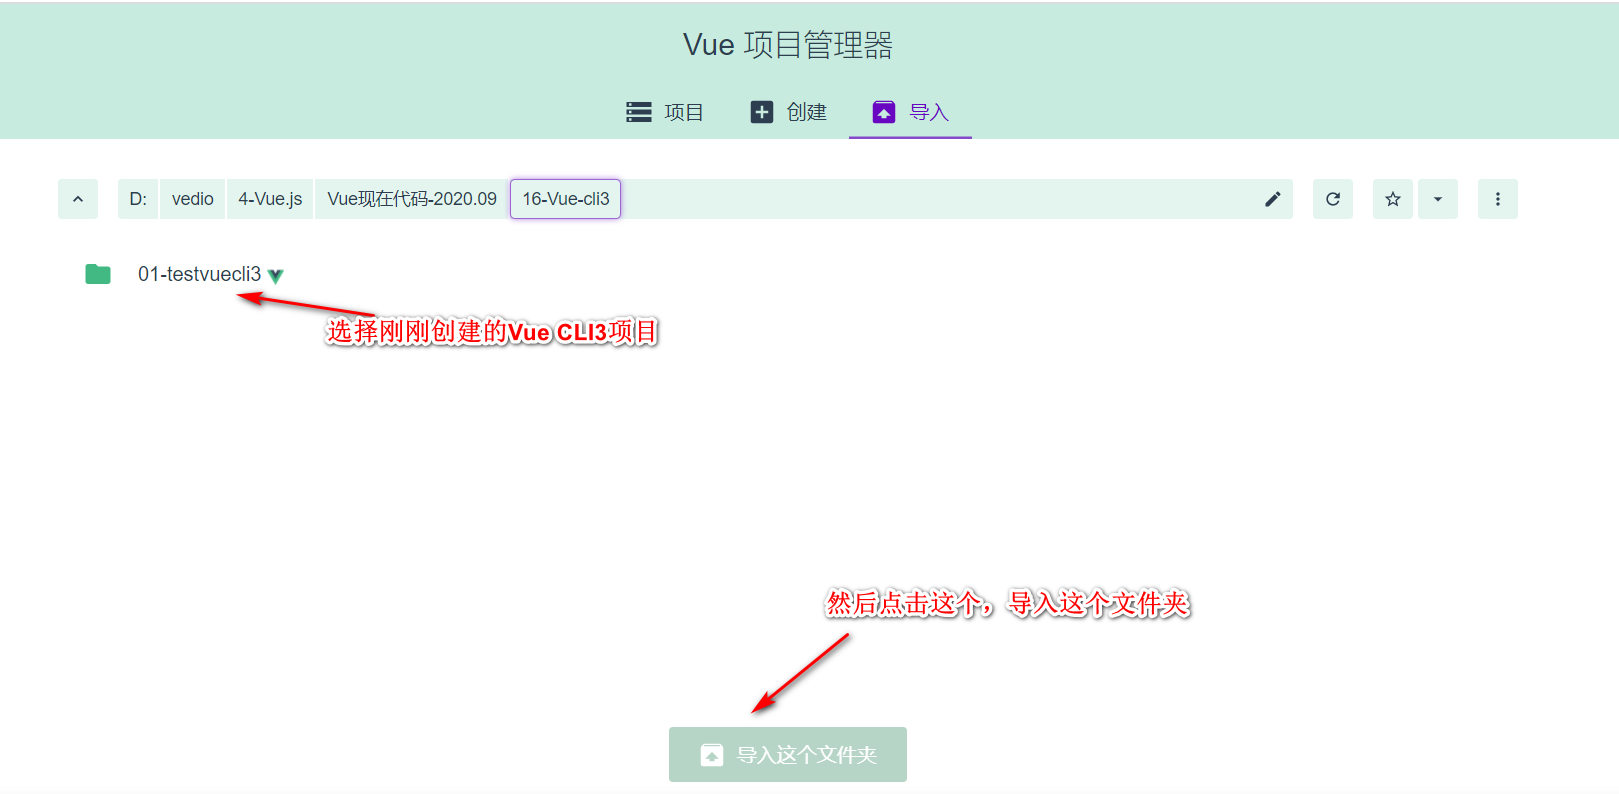 Vue 项目管理器
项目 创建 导入
D: vedio 4-Vue.js Vue现在代码-2020.09 16-Vue-cli3
01-testvuecli3
选择刚刚创建的Vue CLI3项目
然后点击这个，导入这个文件夹
导入这个文件夹